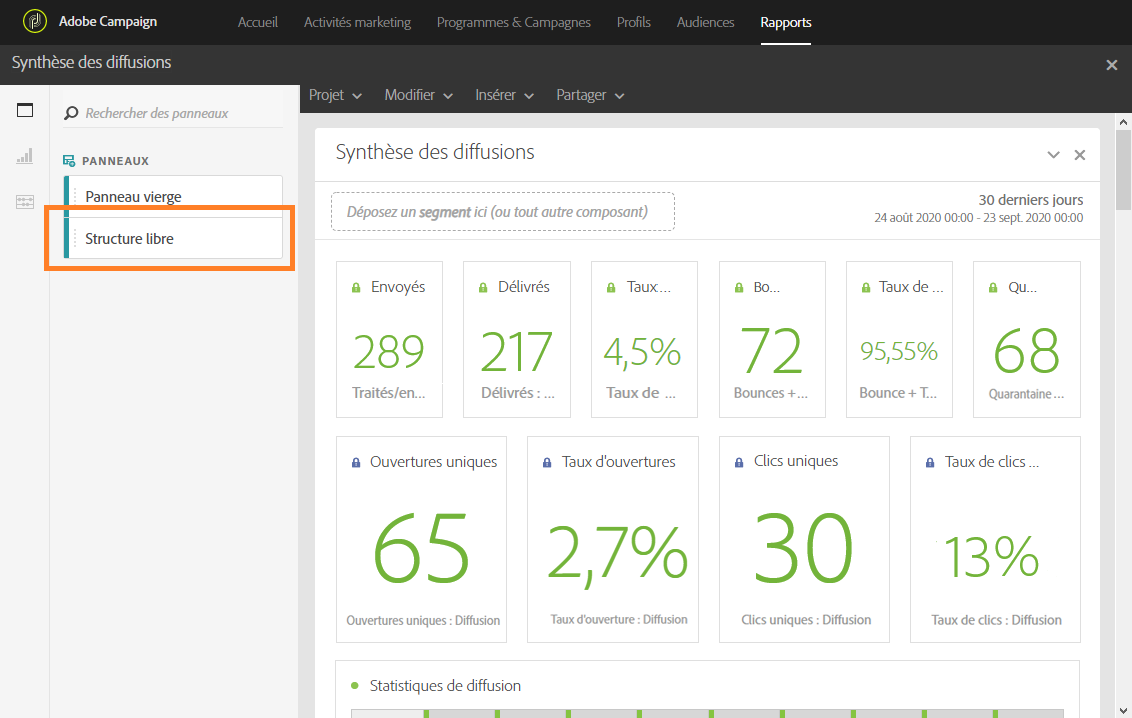 Adobe Campaign
Accueil
Activités marketing
Programmes & Campagnes
Profils
Audiences
Rapports
Synthèse des diffusions
Projet
Modifier
Insérer
Partager
Rechercher des panneaux
PANNEAUX
Panneau vierge
Structure libre
Synthèse des diffusions
Déposez un segment ici (ou tout autre composant)
30 derniers jours
24 août 2020 00:00 - 23 sept. 2020 00:00
Envoyés
289
Traités/en...
Délivrés
217
Délivrés : ...
Taux ...
4,5%
Taux de ...
Bo...
72
Bounces +...
Taux de ...
95,55%
Bounce + T...
Qu...
68
Quarantaine ...
Ouvertures uniques
65
Ouvertures uniques : Diffusion
Taux d'ouvertures
2,7%
Taux d'ouverture : Diffusion
Clics uniques
30
Clics uniques : Diffusion
Taux de clics ...
13%
Taux de clics : Diffusion
Statistiques de diffusion